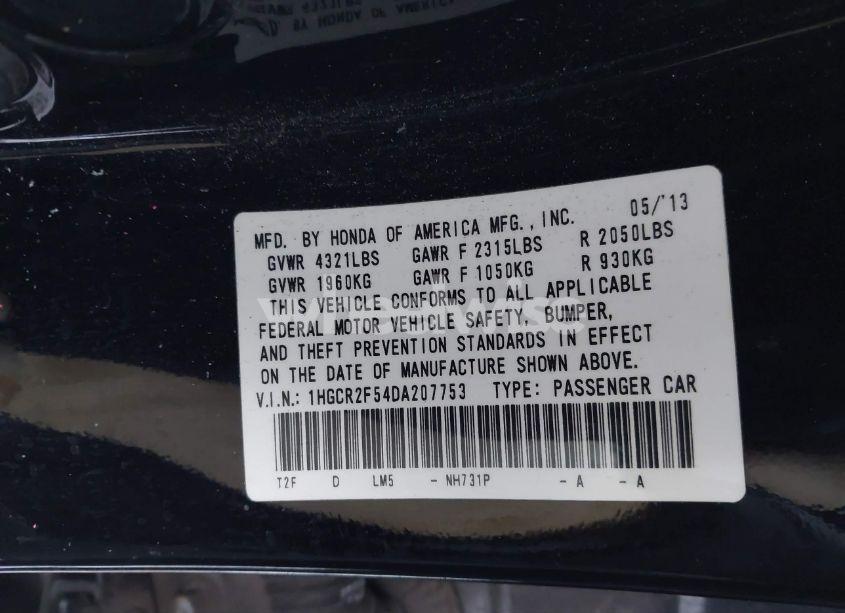 MFD. BY HONDA OF AMERICA MFG., INC. 05/'13
GVWR 4321LBS GAWR F 2315LBS R 2050LBS
GVWR 1960KG GAWR F 1050KG R 930KG
THIS VEHICLE CONFORMS TO ALL APPLICABLE
FEDERAL MOTOR VEHICLE SAFETY, BUMPER,
AND THEFT PREVENTION STANDARDS IN EFFECT
ON THE DATE OF MANUFACTURE SHOWN ABOVE.
V.I.N.: 1HGCR2F54DA207753 TYPE: PASSENGER CAR
T2F D LM5 - NH731P - A - A